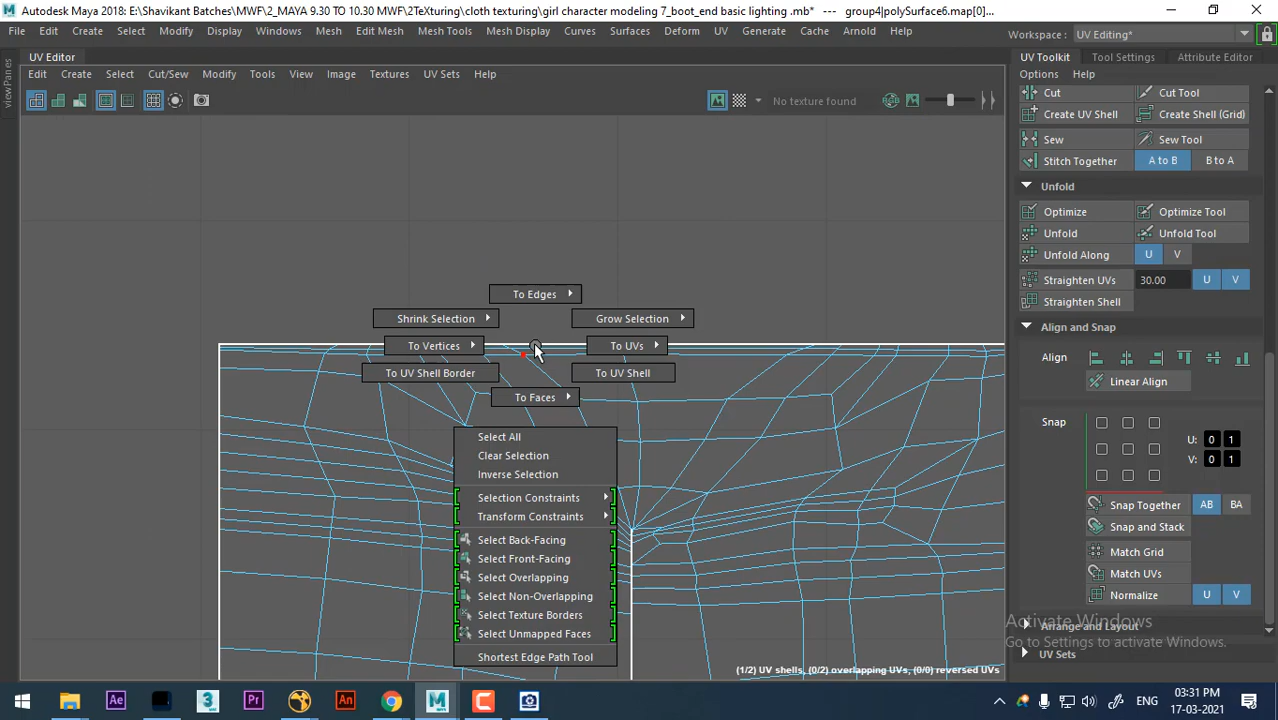 Autodesk Maya 2018: E:\Shavikant Batches\MWF\2_MAYA 9.30 TO 10.30 MWF\2TeXturing\cloth texturing\girl character modeling 7_boot_end basic lighting .mb* --- group4|polySurface6.map[0]...
File Edit Create Select Modify Display Windows Mesh Edit Mesh Mesh Tools Mesh Display Curves Surfaces Deform UV Generate Cache Arnold Help Workspace : UV Editing*
viewPanes
UV Editor UV Toolkit Tool Settings Attribute Editor
Edit Create Select Cut/Sew Modify Tools View Image Textures UV Sets Help Options Help
No texture found
Cut Cut Tool
Create UV Shell Create Shell (Grid)
Sew Sew Tool
Stitch Together A to B B to A
Unfold
Optimize Optimize Tool
Unfold Unfold Tool
Unfold Along U V
Straighten UVs 30.00 U V
Straighten Shell
Align and Snap
Align
Linear Align
Snap U: 0 1
V: 0 1
Snap Together AB BA
Snap and Stack
Match Grid
Match UVs
Normalize U V
Arrange and Layout
UV Sets
To Edges
Shrink Selection Grow Selection
To Vertices To UVs
To UV Shell Border To UV Shell
To Faces
Select All
Clear Selection
Inverse Selection
Selection Constraints
Transform Constraints
Select Back-Facing
Select Front-Facing
Select Overlapping
Select Non-Overlapping
Select Texture Borders
Select Unmapped Faces
Shortest Edge Path Tool
Activate Windows
Go to Settings to activate Windows.
(1/2) UV shells, (0/2) overlapping UVs, (0/0) reversed UVs
Ae 3 Pr An M ENG 03:31 PM
17-03-2021